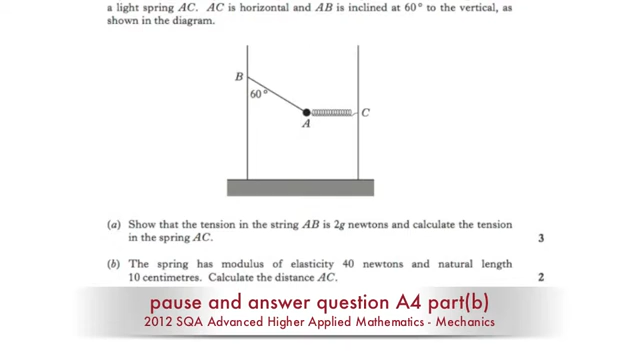 a light spring AC. AC is horizontal and AB is inclined at 60° to the vertical, as
shown in the diagram.
B
60°
A
C
(a) Show that the tension in the string AB is 2g newtons and calculate the tension
in the spring AC.
3
(b) The spring has modulus of elasticity 40 newtons and natural length
10 centimetres. Calculate the distance AC.
2
pause and answer question A4 part(b)
2012 SQA Advanced Higher Applied Mathematics - Mechanics